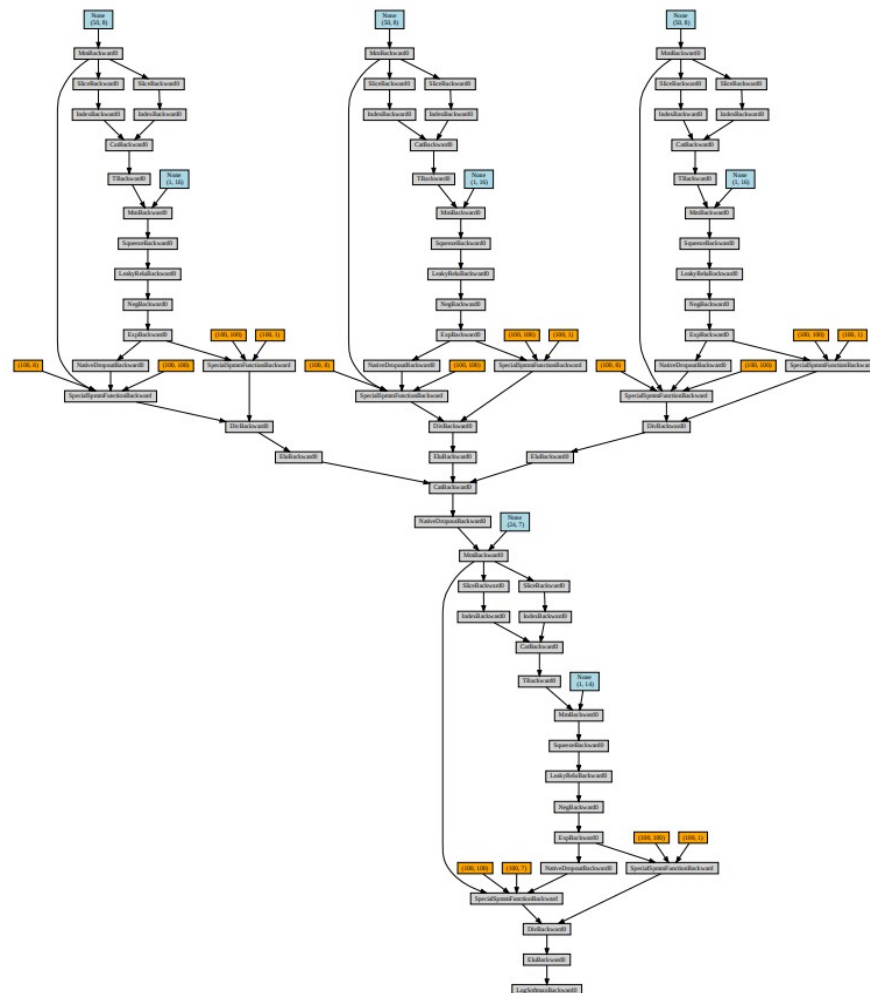 None None None
(50, 8) (50, 8) (50, 8)
MmBackward0 MmBackward0 MmBackward0
SliceBackward0 SliceBackward0 SliceBackward0 SliceBackward0 SliceBackward0 SliceBackward0
IndexBackward0 IndexBackward0 IndexBackward0 IndexBackward0 IndexBackward0 IndexBackward0
CatBackward0 CatBackward0 CatBackward0
TBackward0 None TBackward0 None TBackward0 None
(1, 16) (1, 16) (1, 16)
MmBackward0 MmBackward0 MmBackward0
SqueezeBackward0 SqueezeBackward0 SqueezeBackward0
LeakyReluBackward0 LeakyReluBackward0 LeakyReluBackward0
NegBackward0 NegBackward0 NegBackward0
ExpBackward0 (100, 100) (100, 1) ExpBackward0 (100, 100) (100, 1) ExpBackward0 (100, 100) (100, 1)
(100, 8) NativeDropoutBackward0 (100, 100) SpecialSpmmFunctionBackward (100, 8) NativeDropoutBackward0 (100, 100) SpecialSpmmFunctionBackward (100, 8) NativeDropoutBackward0 (100, 100) SpecialSpmmFunctionBackward
SpecialSpmmFunctionBackward SpecialSpmmFunctionBackward SpecialSpmmFunctionBackward
DivBackward0 DivBackward0 DivBackward0
EluBackward0 EluBackward0 EluBackward0
CatBackward0
NativeDropoutBackward0 None
(24, 7)
MmBackward0
SliceBackward0 SliceBackward0
IndexBackward0 IndexBackward0
CatBackward0
TBackward0 None
(1, 14)
MmBackward0
SqueezeBackward0
LeakyReluBackward0
NegBackward0
ExpBackward0 (100, 100) (100, 1)
(100, 100) (100, 7) NativeDropoutBackward0 SpecialSpmmFunctionBackward
SpecialSpmmFunctionBackward
DivBackward0
EluBackward0
LogSoftmaxBackward0